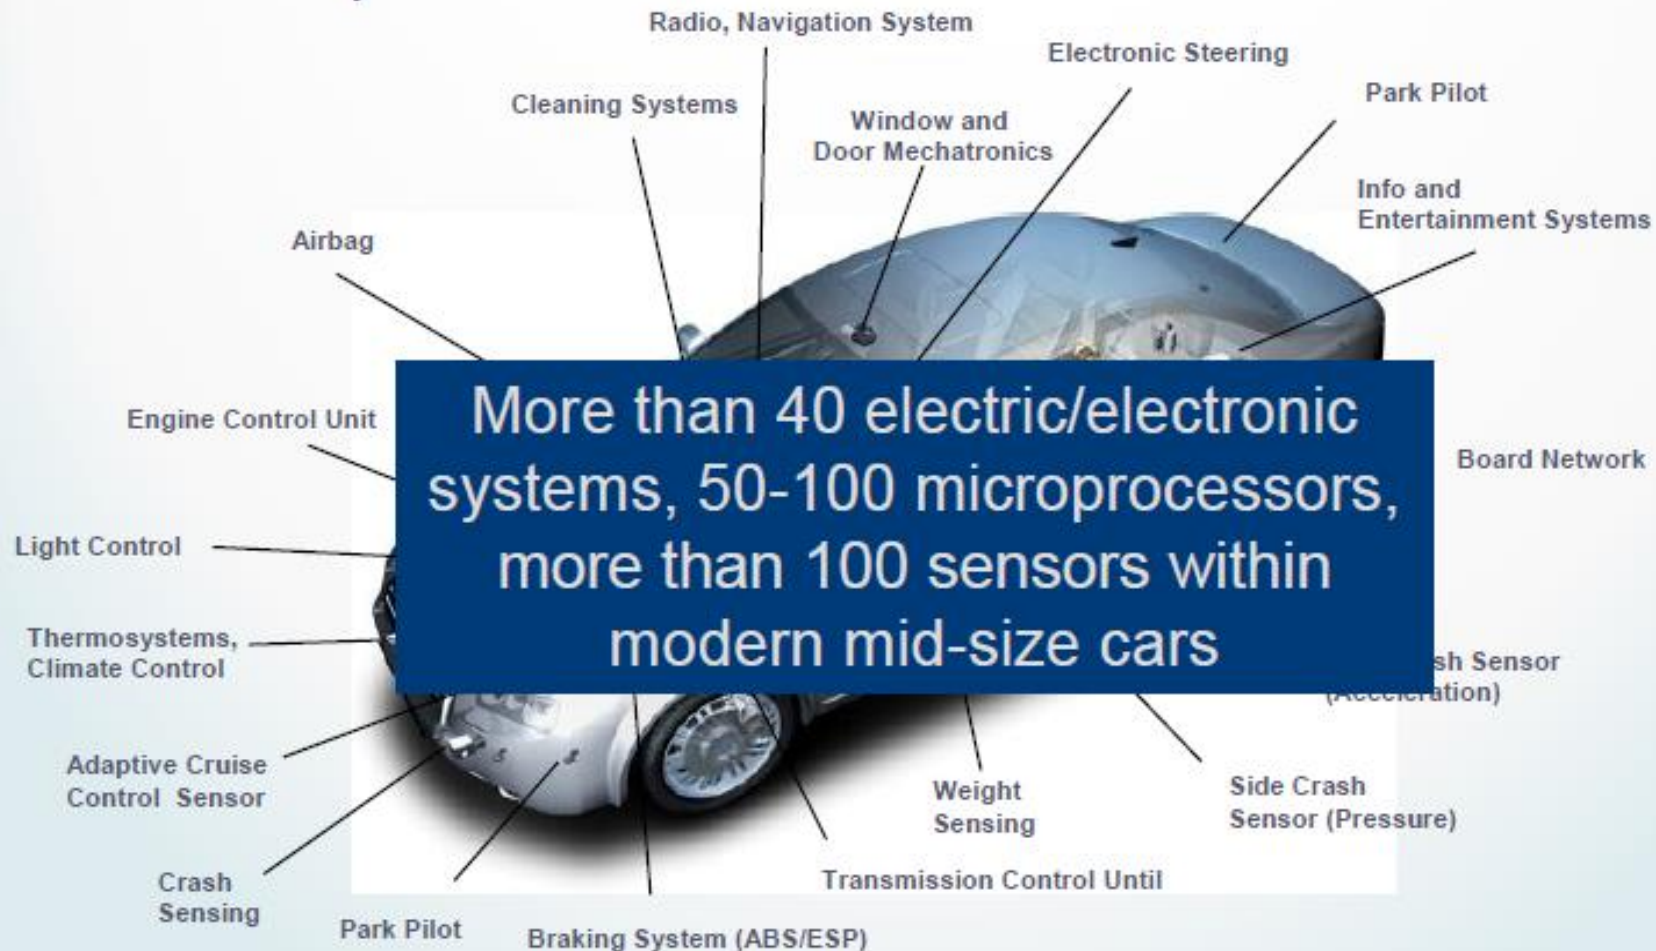 Radio, Navigation System
Electronic Steering
Park Pilot
Cleaning Systems
Window and
Door Mechatronics
Info and
Entertainment Systems
Airbag
More than 40 electric/electronic
systems, 50-100 microprocessors,
more than 100 sensors within
modern mid-size cars
Engine Control Unit
Board Network
Light Control
Thermosystems,
Climate Control
Sensor
(Acceleration)
Adaptive Cruise
Control Sensor
Weight
Sensing
Side Crash
Sensor (Pressure)
Crash
Sensing
Transmission Control Until
Park Pilot
Braking System (ABS/ESP)